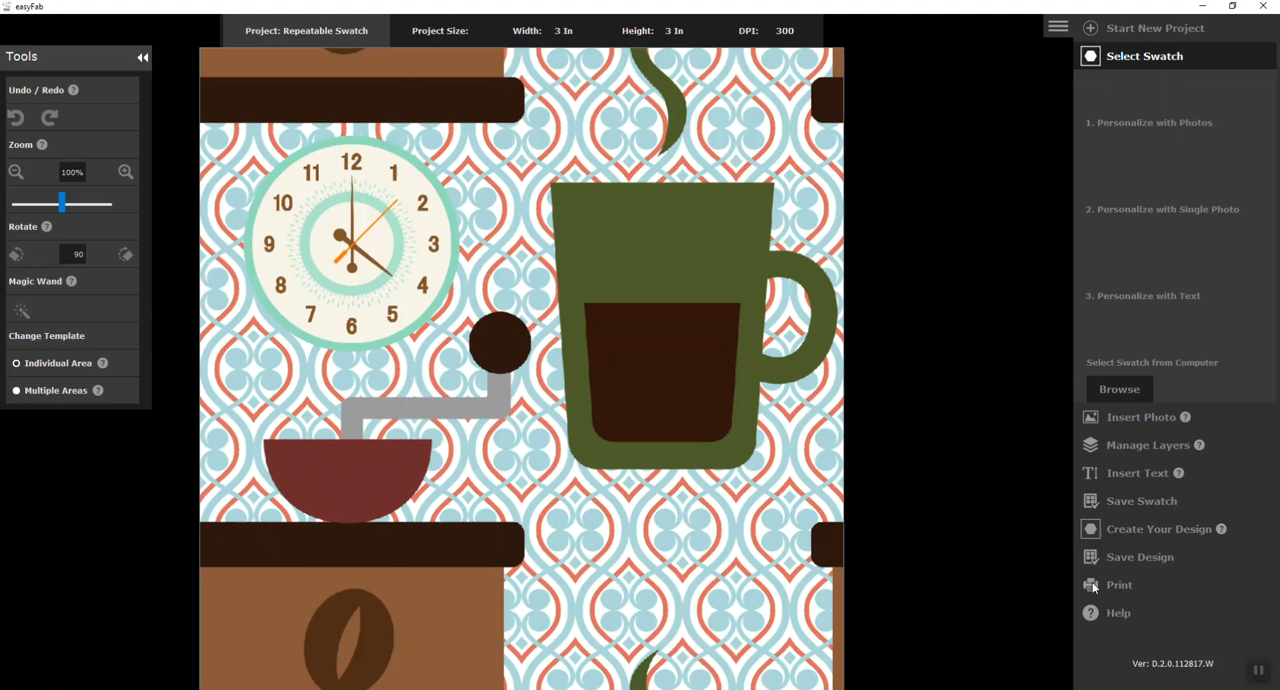 easyFab
Project: Repeatable Swatch Project Size: Width: 3 In Height: 3 In DPI: 300
Tools
Undo / Redo
Zoom
100%
Rotate
90
Magic Wand
Change Template
Individual Area
Multiple Areas
12
11 1
10 2
9 3
8 4
7 5
6
Start New Project
Select Swatch
1. Personalize with Photos
2. Personalize with Single Photo
3. Personalize with Text
Select Swatch from Computer
Browse
Insert Photo
Manage Layers
Insert Text
Save Swatch
Create Your Design
Save Design
Print
Help
Ver: D.2.0.112817.W